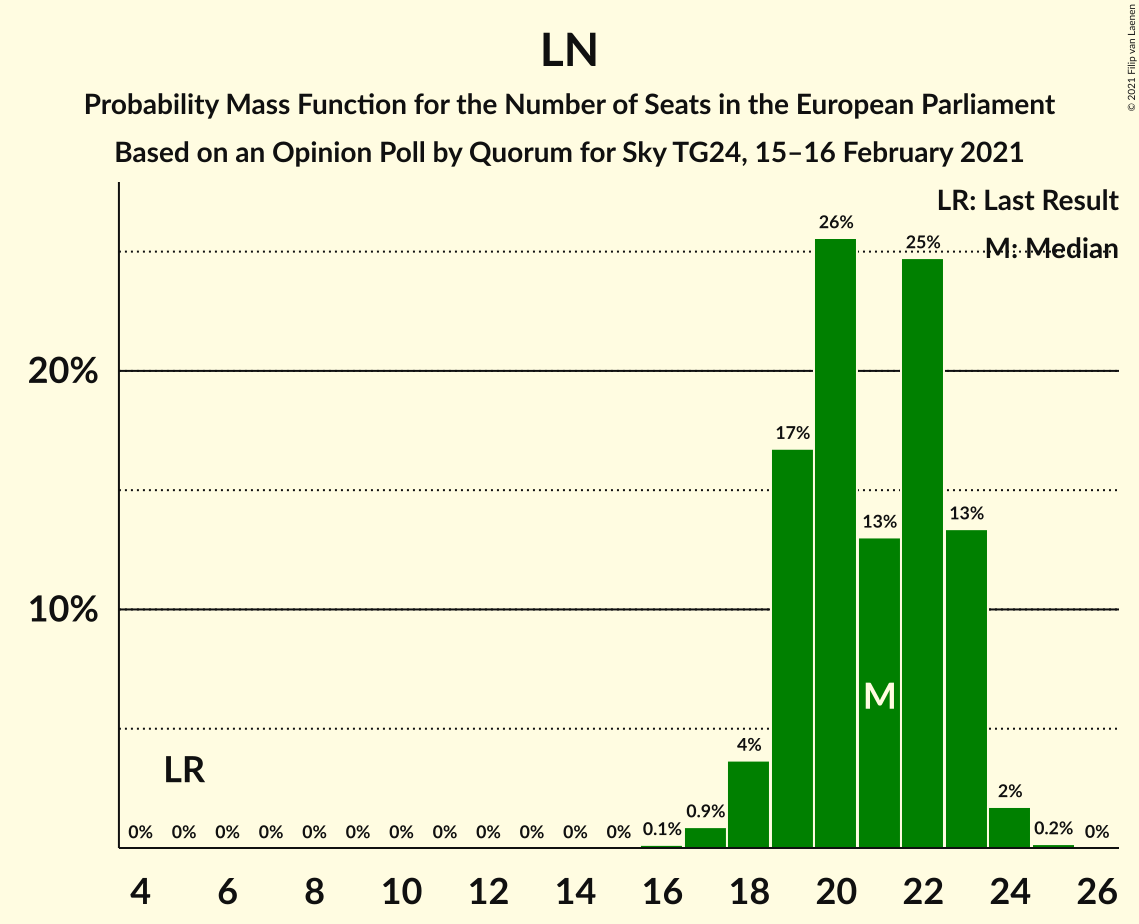 LN
Probability Mass Function for the Number of Seats in the European Parliament
Based on an Opinion Poll by Quorum for Sky TG24, 15–16 February 2021
© 2021 Filip van Laenen
LR: Last Result
M: Median
20%
10%
26%
25%
17%
13%
13%
M
4%
LR
2%
0% 0% 0% 0% 0% 0% 0% 0% 0% 0% 0% 0% 0.1% 0.9% 0.2% 0%
4 6 8 10 12 14 16 18 20 22 24 26